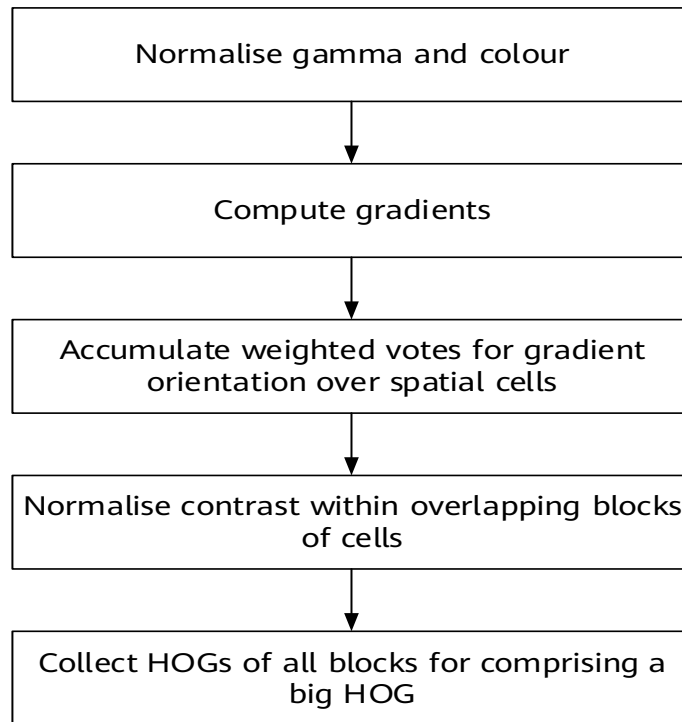 Normalise gamma and colour
Compute gradients
Accumulate weighted votes for gradient
orientation over spatial cells
Normalise contrast within overlapping blocks
of cells
Collect HOGs of all blocks for comprising a
big HOG